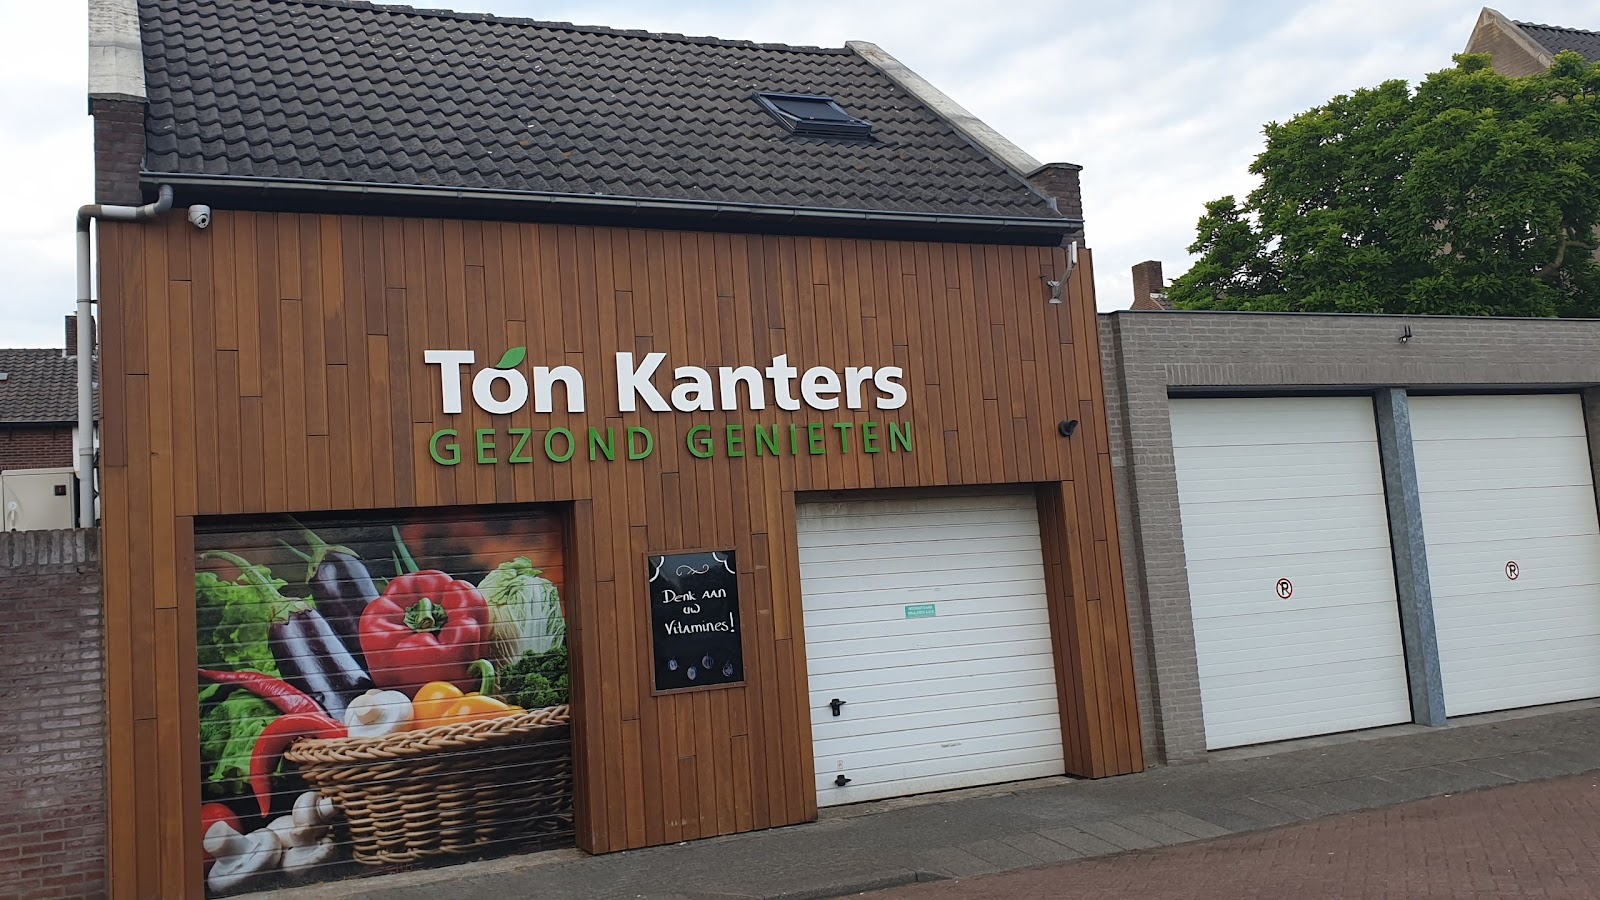 Ton Kanters
GEZOND GENIETEN
Denk aan
uw
Vitamines!